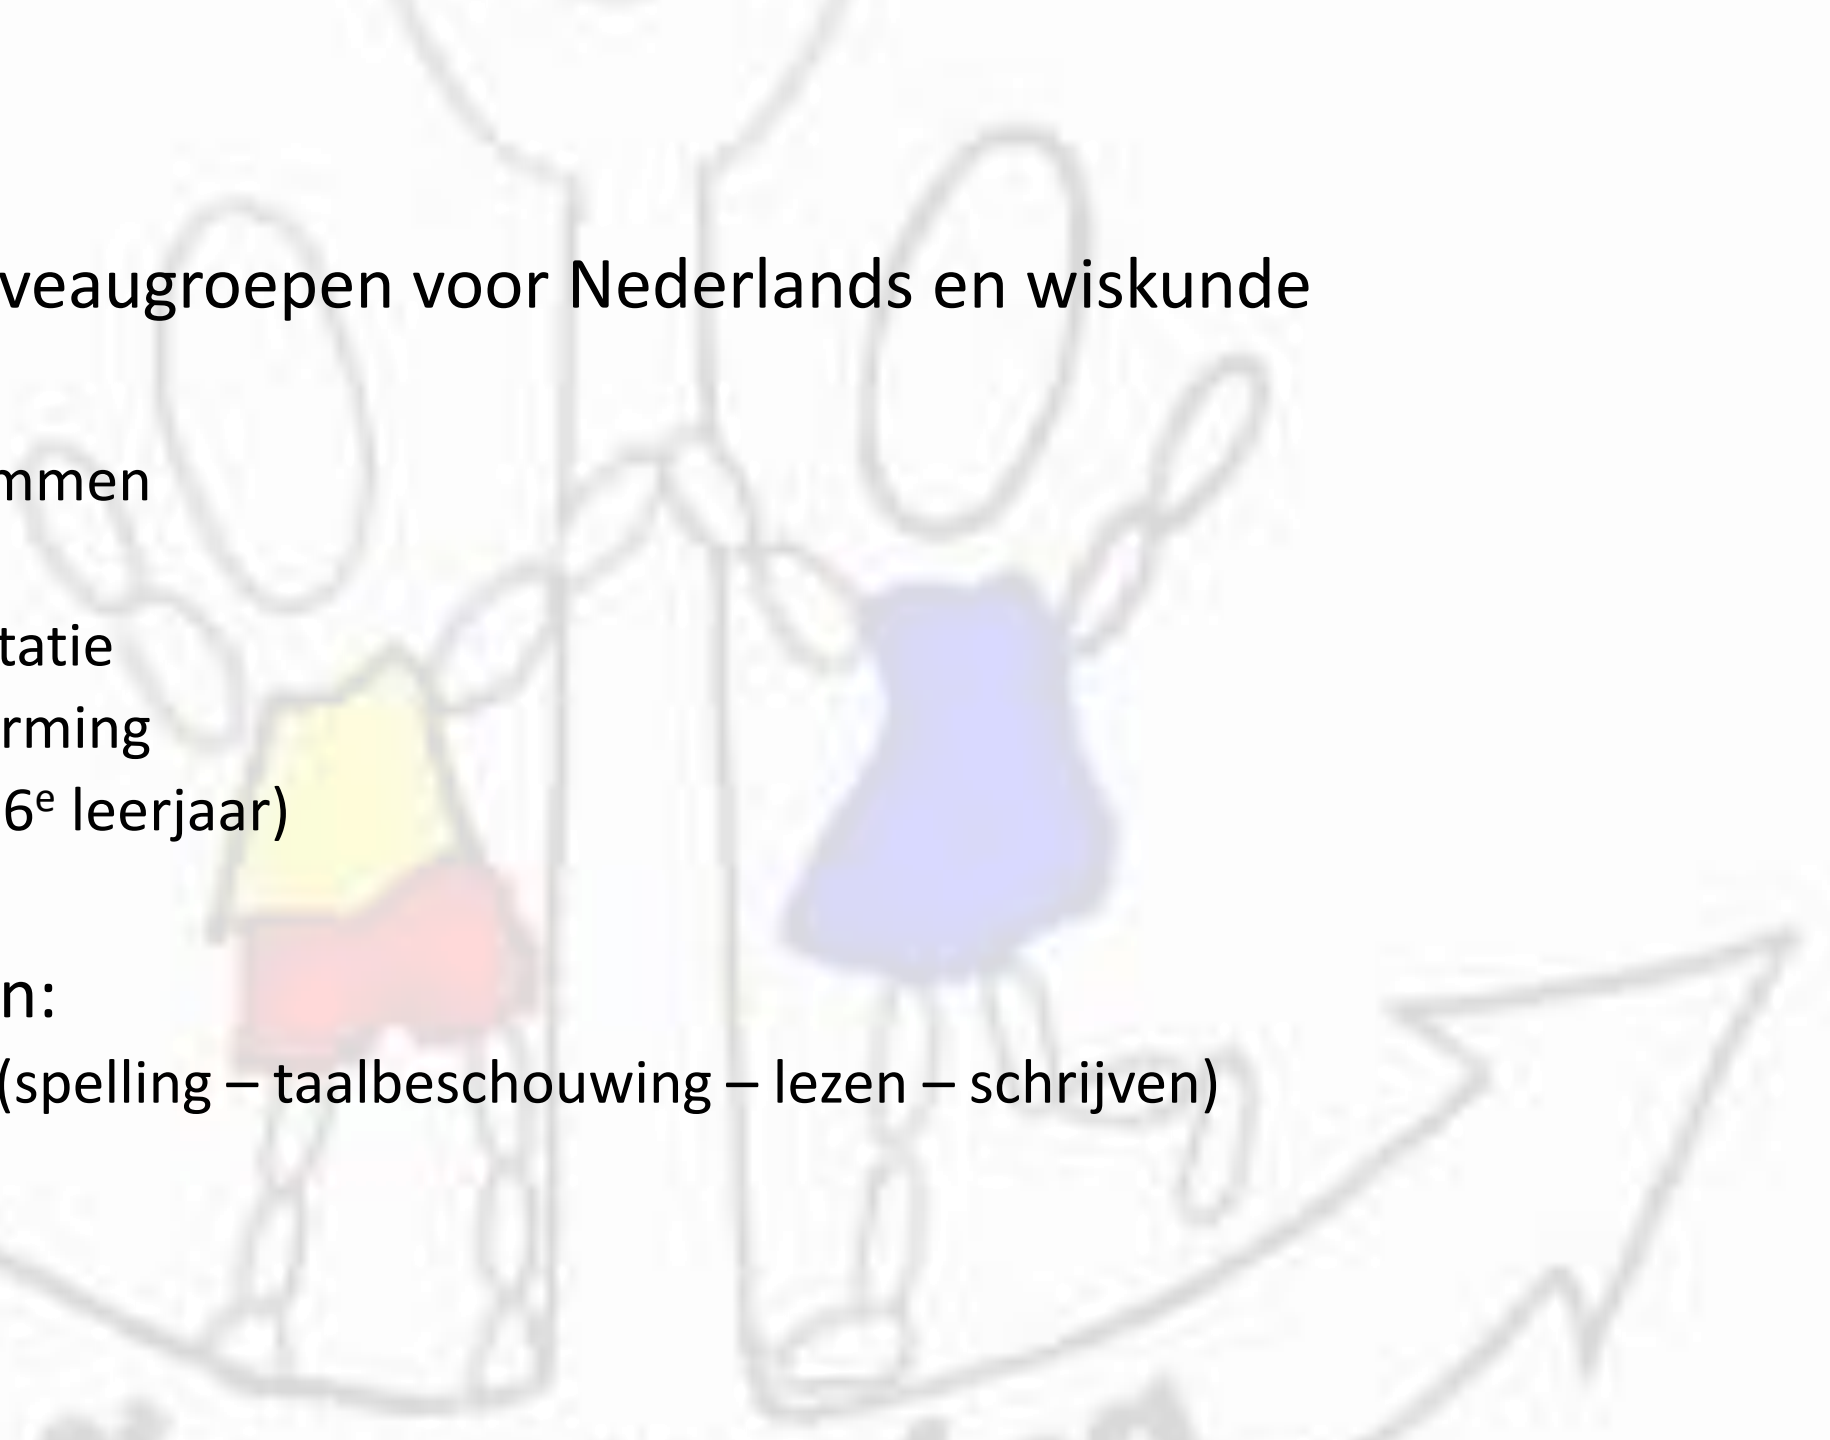 veaugroepen voor Nederlands en wiskunde
mmen
tatie
rming
6e leerjaar)
n:
(spelling – taalbeschouwing – lezen – schrijven)